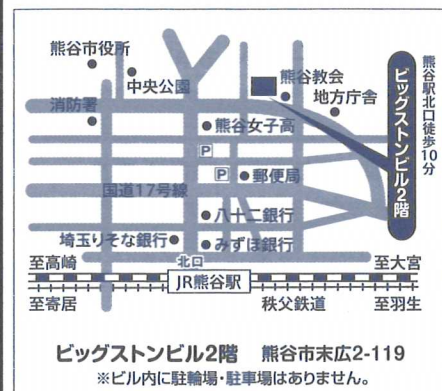 熊谷市役所
中央公園
消防署
熊谷教会
地方庁舎
熊谷女子高
P
P
郵便局
国道17号線
八十二銀行
埼玉りそな銀行
みずほ銀行
北口
至高崎
至大宮
JR熊谷駅
至寄居
秩父鉄道
至羽生
ビッグストンビル2階
熊谷駅北口徒歩10分
ビッグストンビル2階 熊谷市末広2-119
※ビル内に駐輪場・駐車場はありません。